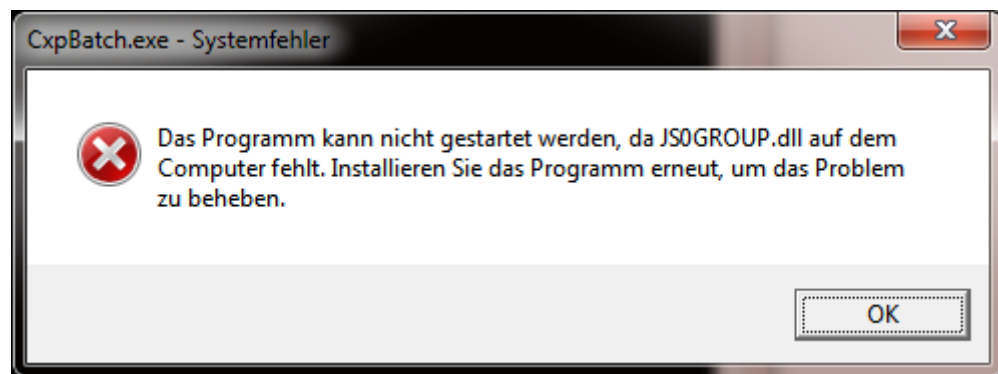 CxpBatch.exe - Systemfehler
Das Programm kann nicht gestartet werden, da JS0GROUP.dll auf dem
Computer fehlt. Installieren Sie das Programm erneut, um das Problem
zu beheben.
OK